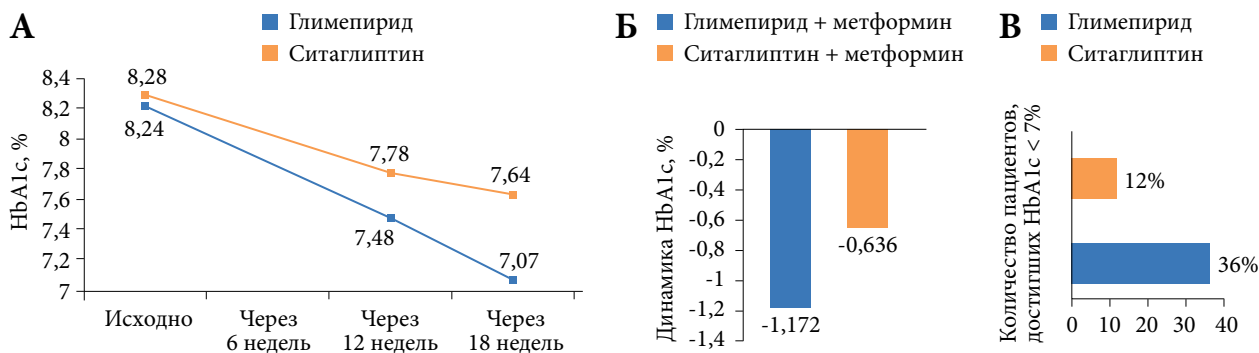 А
Глимепирид
Ситаглиптин
HbA1c, %
8,4
8,2
8
7,8
7,6
7,4
7,2
7
8,28
8,24
7,78
7,48
7,64
7,07
Исходно
Через
6 недель
Через
12 недель
Через
18 недель
Б
Глимепирид + метформин
Ситаглиптин + метформин
Динамика HbA1c, %
0
-0,2
-0,4
-0,6
-0,8
-1
-1,2
-1,4
-1,172
-0,636
В
Глимепирид
Ситаглиптин
Количество пациентов,
достигших HbA1c < 7%
12%
36%
0
10
20
30
40